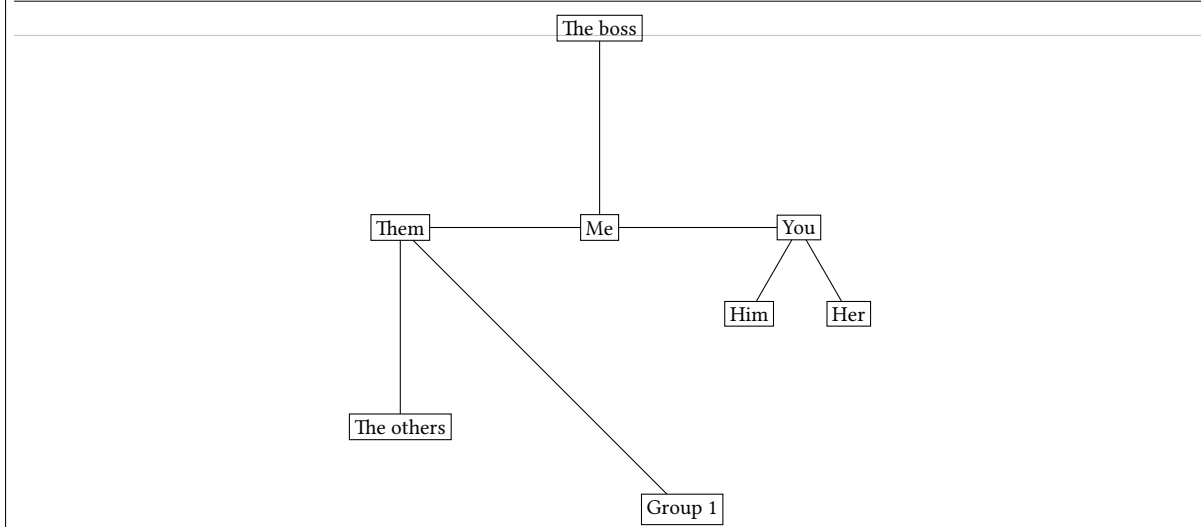 The boss
Them
Me
You
Him
Her
The others
Group 1